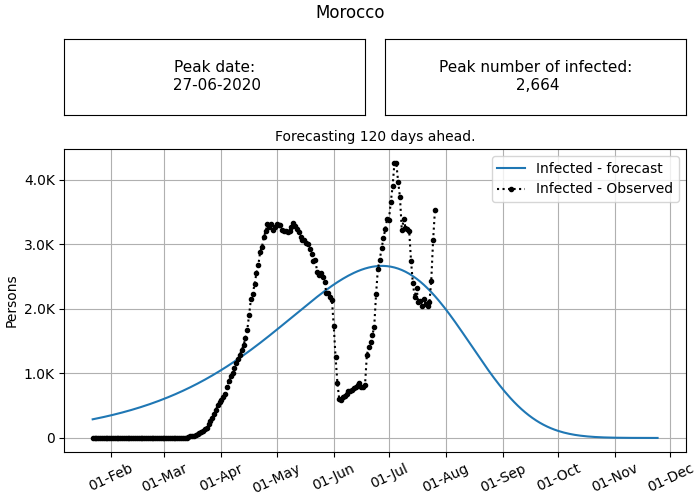 Morocco
Peak date:
27-06-2020
Peak number of infected:
2,664
Forecasting 120 days ahead.
Infected - forecast
Infected - Observed
4.0K
3.0K
2.0K
1.0K
0
Persons
01-Feb 01-Mar 01-Apr 01-May 01-Jun 01-Jul 01-Aug 01-Sep 01-Oct 01-Nov 01-Dec